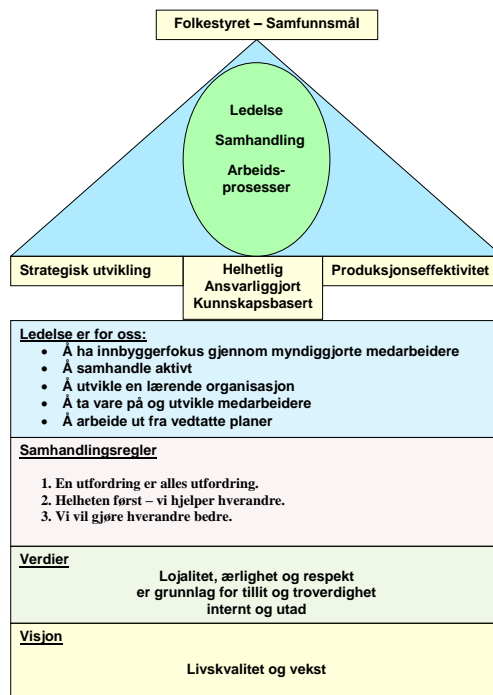 Folkestyret – Samfunnsmål
Ledelse
Samhandling
Arbeids-
prosesser
Strategisk utvikling
Helhetlig
Ansvarliggjort
Kunnskapsbasert
Produksjonseffektivitet
Ledelse er for oss:
• Å ha innbyggerfokus gjennom myndiggjorte medarbeidere
• Å samhandle aktivt
• Å utvikle en lærende organisasjon
• Å ta vare på og utvikle medarbeidere
• Å arbeide ut fra vedtatte planer
Samhandlingsregler
1. En utfordring er alles utfordring.
2. Helheten først – vi hjelper hverandre.
3. Vi vil gjøre hverandre bedre.
Verdier
Lojalitet, ærlighet og respekt
er grunnlag for tillit og troverdighet
internt og utad
Visjon
Livskvalitet og vekst